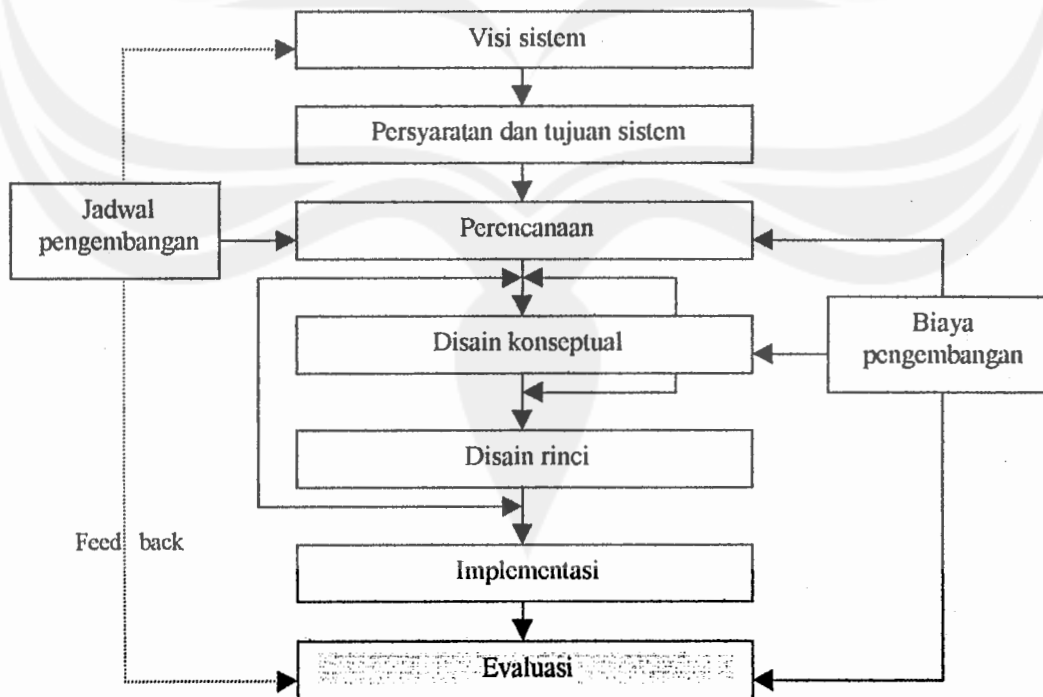 Visi sistem
Persyaratan dan tujuan sistem
Jadwal
pengembangan
Perencanaan
Disain konseptual
Biaya
pengembangan
Disain rinci
Feed back
Implementasi
Evaluasi